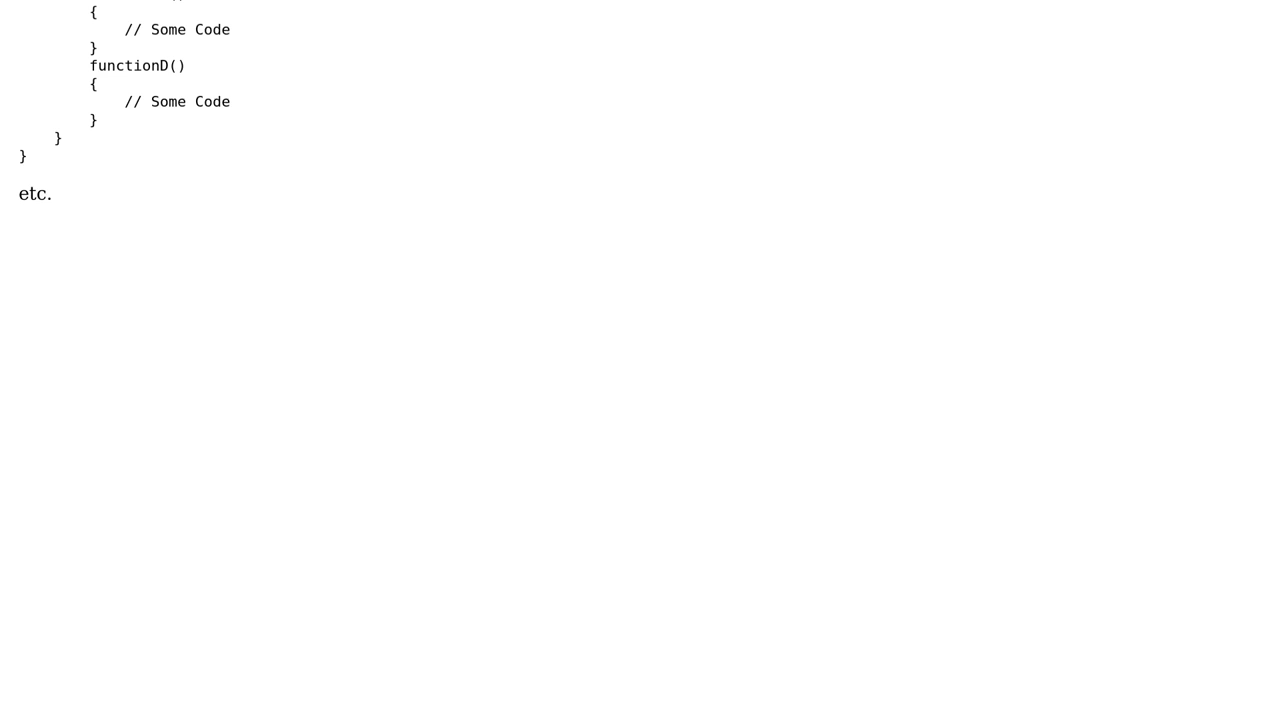 {
// Some Code
}
functionD()
{
// Some Code
}
}
}
etc.